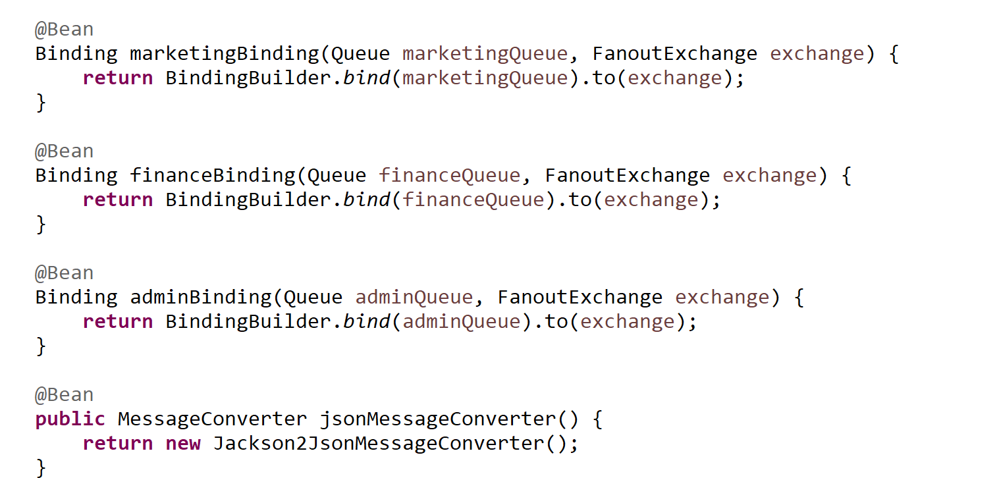 @Bean
Binding marketingBinding(Queue marketingQueue, FanoutExchange exchange) {
    return BindingBuilder.bind(marketingQueue).to(exchange);
}

@Bean
Binding financeBinding(Queue financeQueue, FanoutExchange exchange) {
    return BindingBuilder.bind(financeQueue).to(exchange);
}

@Bean
Binding adminBinding(Queue adminQueue, FanoutExchange exchange) {
    return BindingBuilder.bind(adminQueue).to(exchange);
}

@Bean
public MessageConverter jsonMessageConverter() {
    return new Jackson2JsonMessageConverter();
}